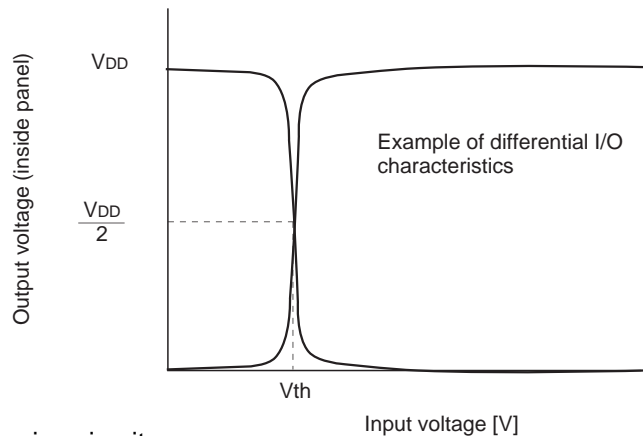 Output voltage (inside panel)
VDD
VDD
2
Example of differential I/O
characteristics
Vth
Input voltage [V]